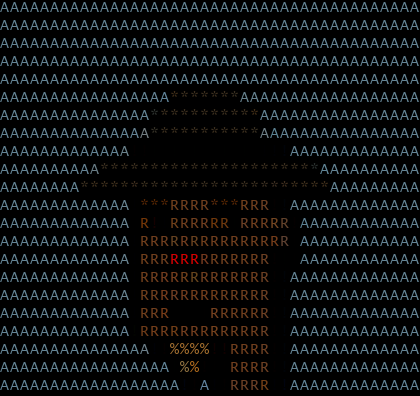 AAAAAAAAAAAAAAAAAAAAAAAAAAAAAAAAAAAAAAAAAA
AAAAAAAAAAAAAAAAAAAAAAAAAAAAAAAAAAAAAAAAAA
AAAAAAAAAAAAAAAAAAAAAAAAAAAAAAAAAAAAAAAAAA
AAAAAAAAAAAAAAAAAAAAAAAAAAAAAAAAAAAAAAAAAA
AAAAAAAAAAAAAAAAAAAAAAAAAAAAAAAAAAAAAAAAAA
AAAAAAAAAAAAAAAAA*******AAAAAAAAAAAAAAAAAA
AAAAAAAAAAAAAAA***********AAAAAAAAAAAAAAAA
AAAAAAAAAAAAAAA***********AAAAAAAAAAAAAAAA
AAAAAAAAAAAAA                AAAAAAAAAAAAA
AAAAAAAAAA**********************AAAAAAAAAA
AAAAAAAA*************************AAAAAAAAA
AAAAAAAAAAAAA ***RRRR***RRR  AAAAAAAAAAAAA
AAAAAAAAAAAAA R  RRRRRR RRRRR AAAAAAAAAAAA
AAAAAAAAAAAAA RRRRRRRRRRRRRRR AAAAAAAAAAAA
AAAAAAAAAAAAA RRRRRRRRRRRRR   AAAAAAAAAAAA
AAAAAAAAAAAAA RRRRRRRRRRRRR  AAAAAAAAAAAAA
AAAAAAAAAAAAA RRRRRRRRRRRRR  AAAAAAAAAAAAA
AAAAAAAAAAAAA RRR    RRRRRR  AAAAAAAAAAAAA
AAAAAAAAAAAAA RRRRRRRRRRRRR  AAAAAAAAAAAAA
AAAAAAAAAAAAAAA  %%%%  RRRR  AAAAAAAAAAAAA
AAAAAAAAAAAAAAAAA %%   RRRR  AAAAAAAAAAAAA
AAAAAAAAAAAAAAAAAA  A  RRRR  AAAAAAAAAAAAA